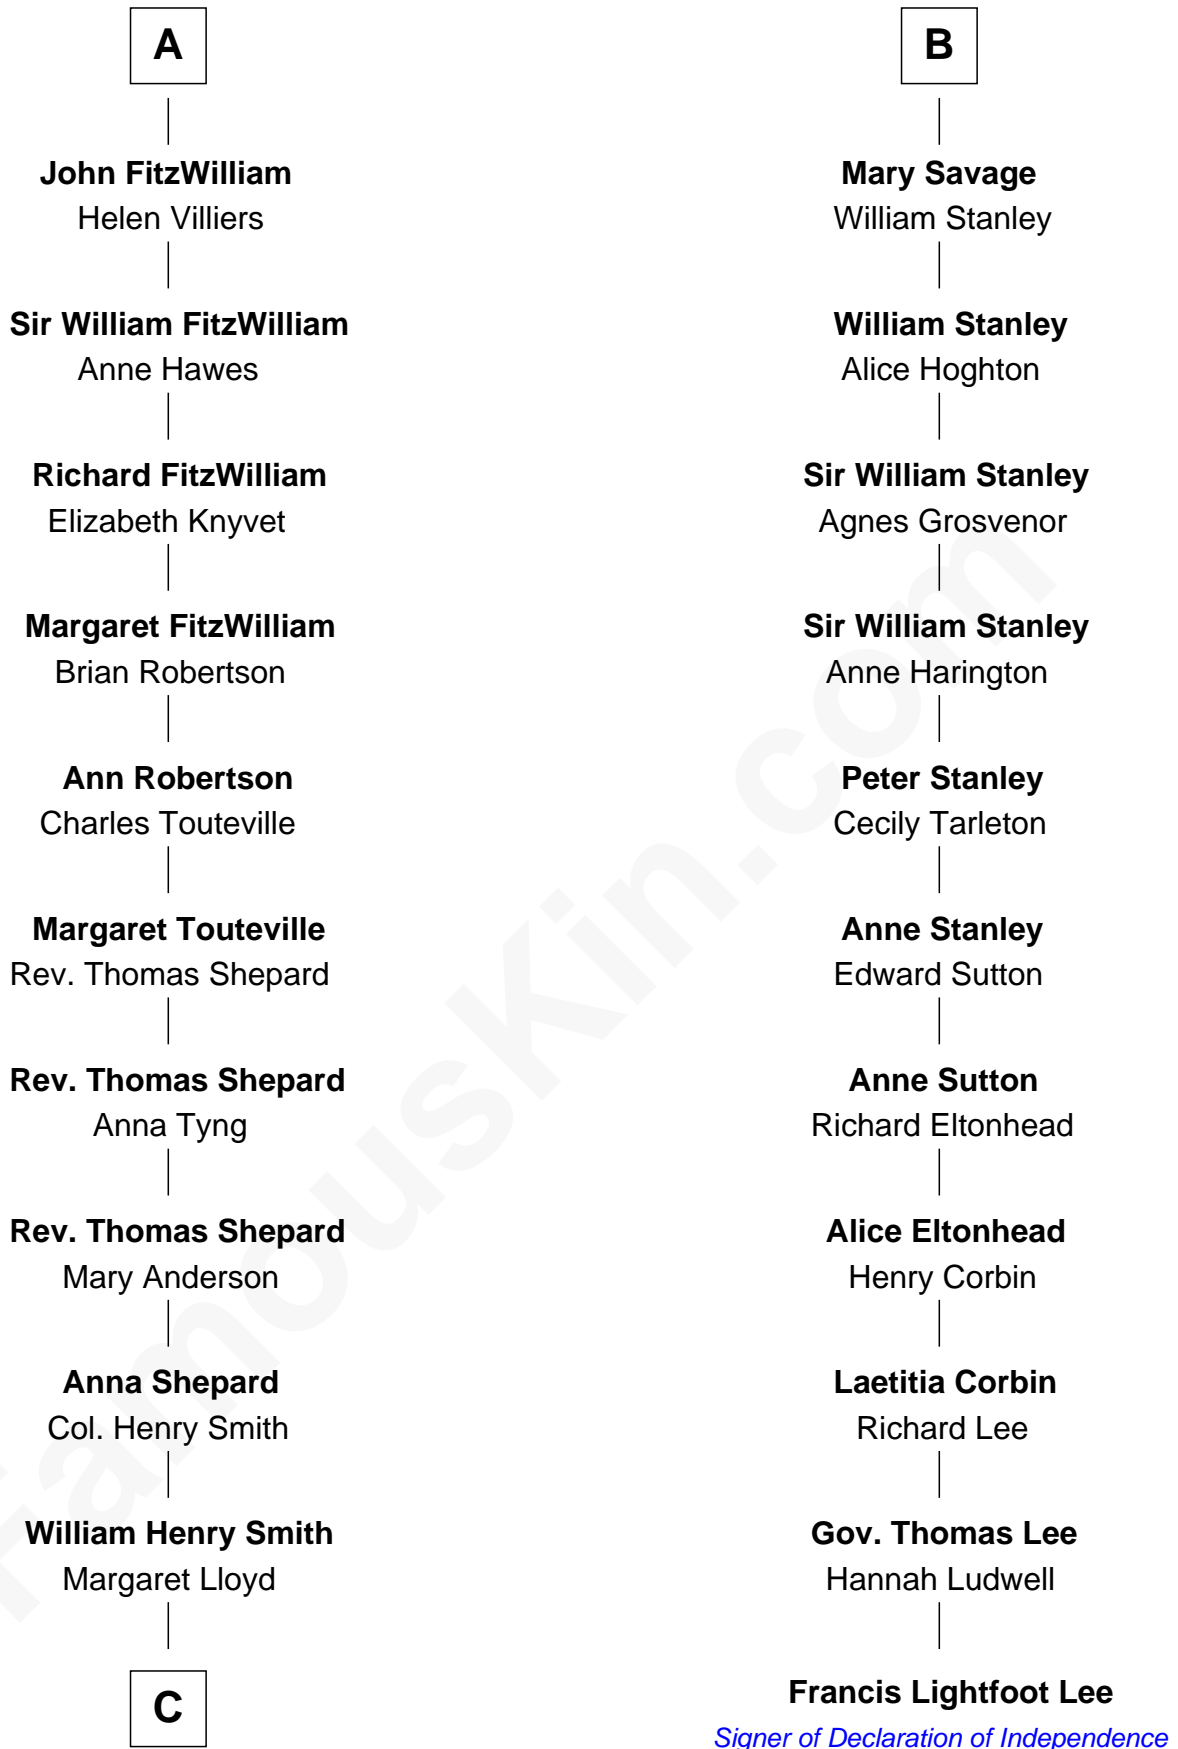 A
John FitzWilliam
Helen Villiers
Sir William FitzWilliam
Anne Hawes
Richard FitzWilliam
Elizabeth Knyvet
Margaret FitzWilliam
Brian Robertson
Ann Robertson
Charles Touteville
Margaret Touteville
Rev. Thomas Shepard
Rev. Thomas Shepard
Anna Tyng
Rev. Thomas Shepard
Mary Anderson
Anna Shepard
Col. Henry Smith
William Henry Smith
Margaret Lloyd
C
B
Mary Savage
William Stanley
William Stanley
Alice Hoghton
Sir William Stanley
Agnes Grosvenor
Sir William Stanley
Anne Harington
Peter Stanley
Cecily Tarleton
Anne Stanley
Edward Sutton
Anne Sutton
Richard Eltonhead
Alice Eltonhead
Henry Corbin
Laetitia Corbin
Richard Lee
Gov. Thomas Lee
Hannah Ludwell
Francis Lightfoot Lee
Signer of Declaration of Independence
FamousKin.com